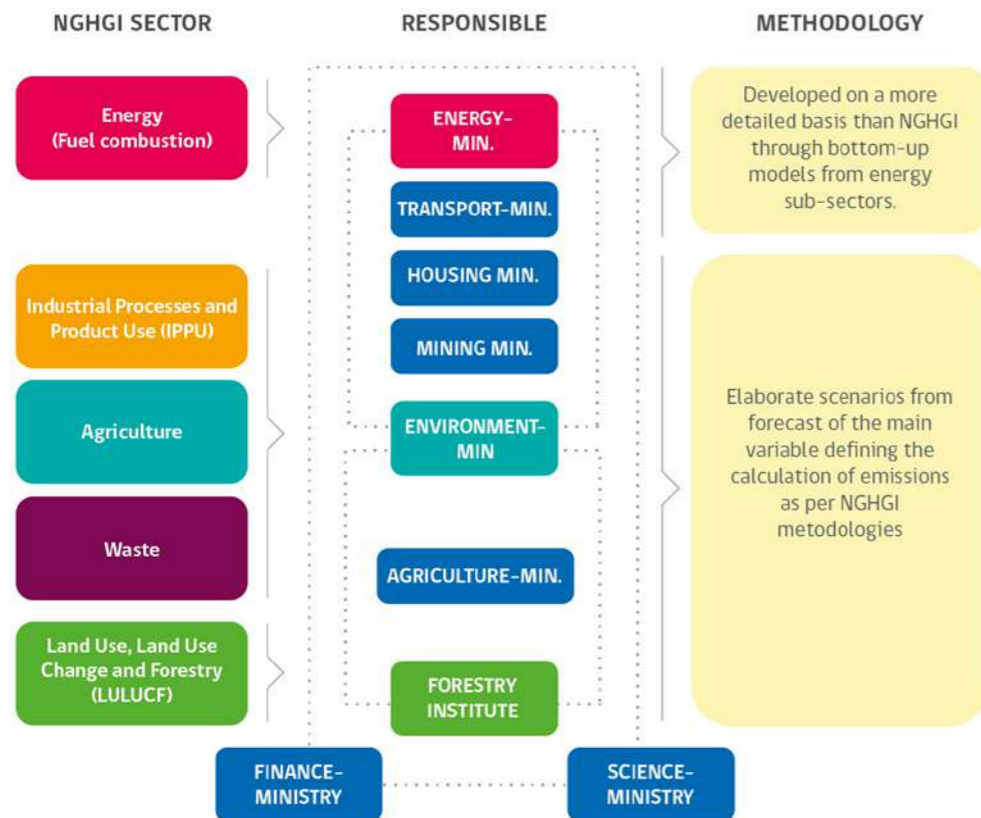 NGHGI SECTOR
RESPONSIBLE
METHODOLOGY
Energy
(Fuel combustion)
Industrial Processes and
Product Use (IPPU)
Agriculture
Waste
Land Use, Land Use
Change and Forestry
(LULUCF)
ENERGY–
MIN.
TRANSPORT–MIN.
HOUSING MIN.
MINING MIN.
ENVIRONMENT–
MIN
AGRICULTURE–MIN.
FORESTRY
INSTITUTE
FINANCE–
MINISTRY
SCIENCE–
MINISTRY
Developed on a more
detailed basis than NGHGI
through bottom-up
models from energy
sub-sectors.
Elaborate scenarios from
forecast of the main
variable defining the
calculation of emissions
as per NGHGI
metodologies